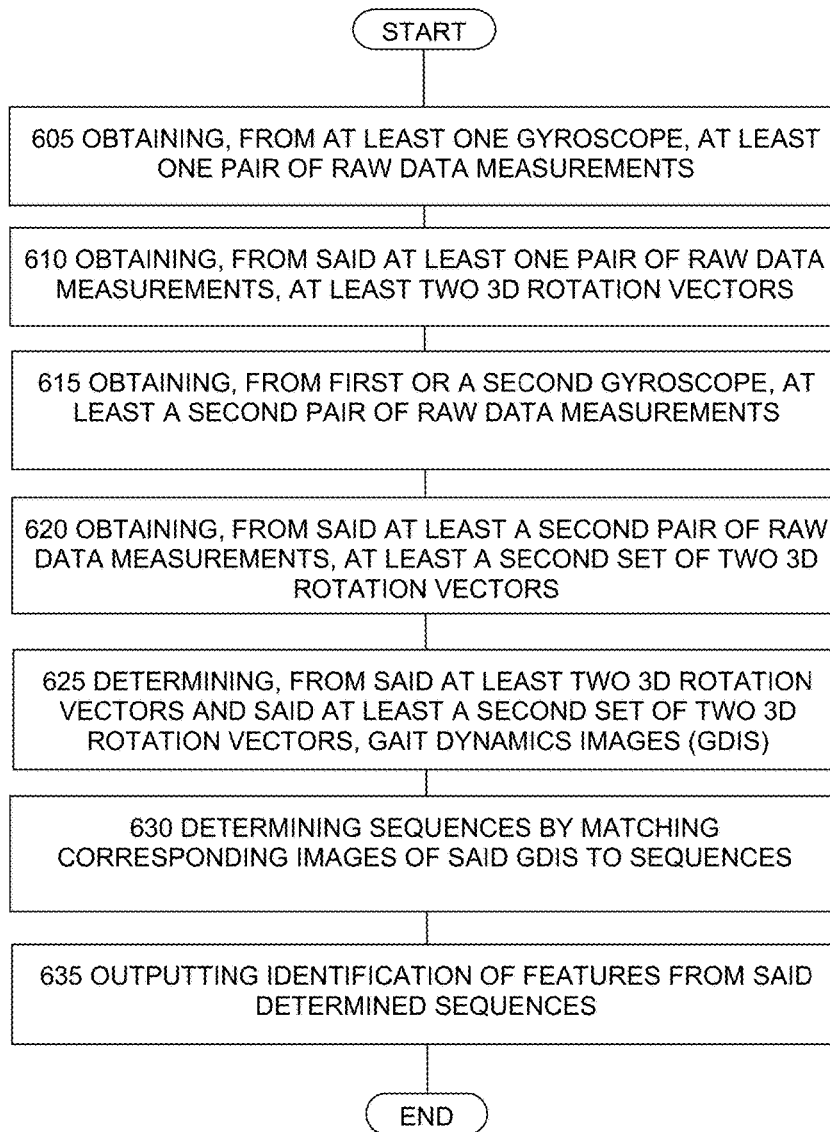 START
605 OBTAINING, FROM AT LEAST ONE GYROSCOPE, AT LEAST
ONE PAIR OF RAW DATA MEASUREMENTS
610 OBTAINING, FROM SAID AT LEAST ONE PAIR OF RAW DATA
MEASUREMENTS, AT LEAST TWO 3D ROTATION VECTORS
615 OBTAINING, FROM FIRST OR A SECOND GYROSCOPE, AT
LEAST A SECOND PAIR OF RAW DATA MEASUREMENTS
620 OBTAINING, FROM SAID AT LEAST A SECOND PAIR OF RAW
DATA MEASUREMENTS, AT LEAST A SECOND SET OF TWO 3D
ROTATION VECTORS
625 DETERMINING, FROM SAID AT LEAST TWO 3D ROTATION
VECTORS AND SAID AT LEAST A SECOND SET OF TWO 3D
ROTATION VECTORS, GAIT DYNAMICS IMAGES (GDIS)
630 DETERMINING SEQUENCES BY MATCHING
CORRESPONDING IMAGES OF SAID GDIS TO SEQUENCES
635 OUTPUTTING IDENTIFICATION OF FEATURES FROM SAID
DETERMINED SEQUENCES
END